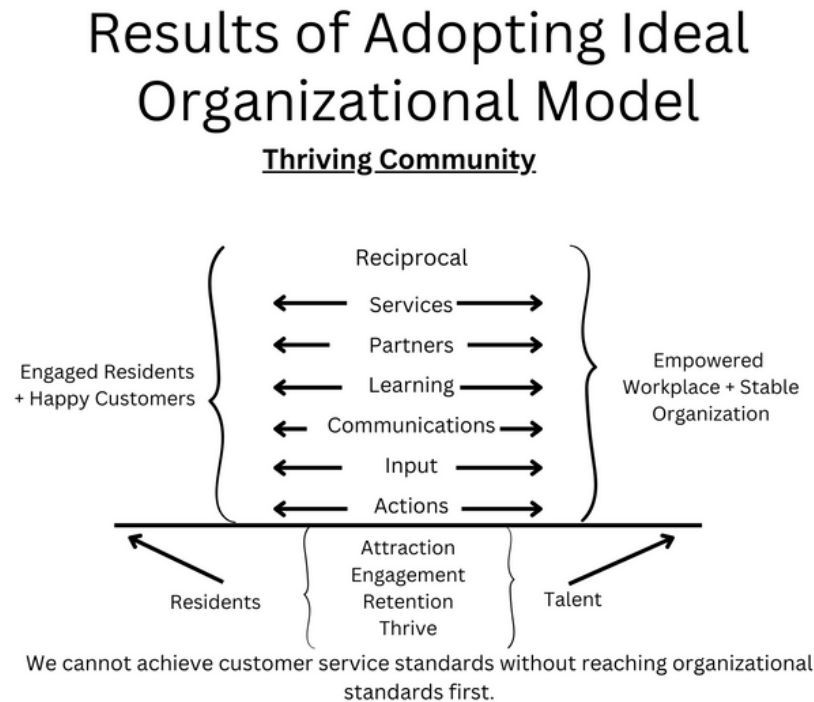 Results of Adopting Ideal
Organizational Model
Thriving Community
Reciprocal
Services
Partners
Learning
Communications
Input
Actions
Engaged Residents
+ Happy Customers
Empowered
Workplace + Stable
Organization
Attraction
Engagement
Retention
Thrive
Residents
Talent
We cannot achieve customer service standards without reaching organizational
standards first.